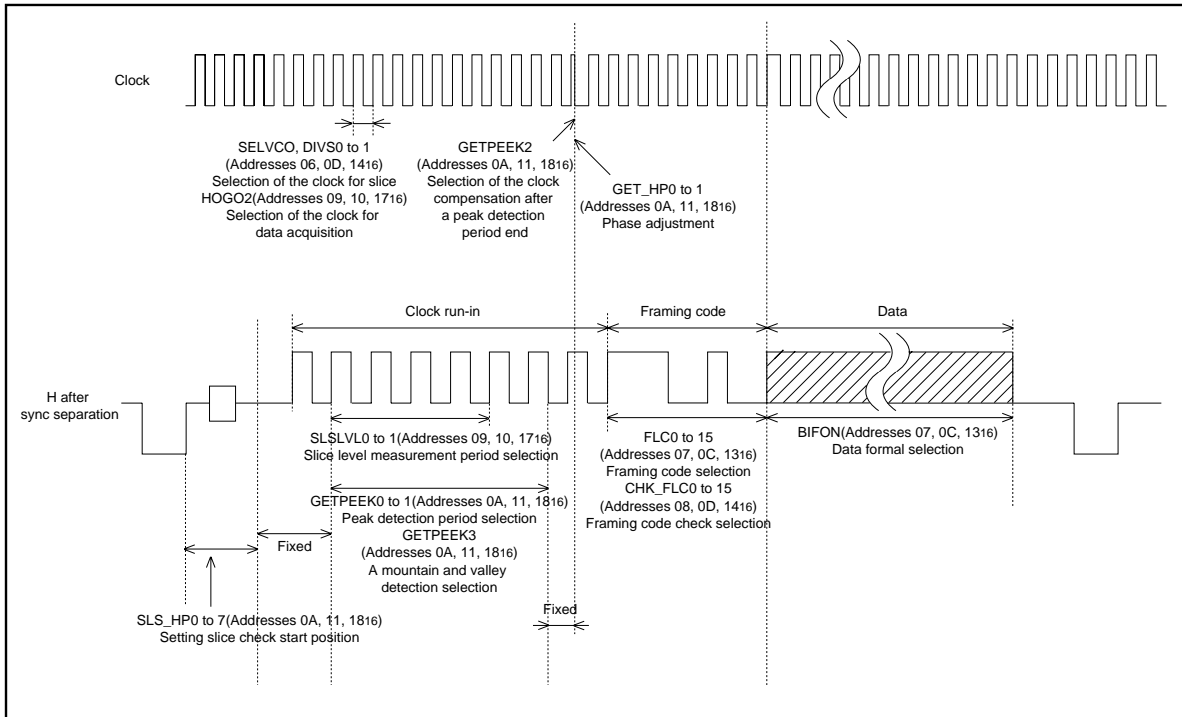 Clock
SELVCO, DIVS0 to 1
(Addresses 06, 0D, 1416)
Selection of the clock for slice
HOGO2(Addresses 09, 10, 1716)
Selection of the clock for
data acquisition
GETPEEK2
(Addresses 0A, 11, 1816)
Selection of the clock
compensation after
a peak detection
period end
GET_HP0 to 1
(Addresses 0A, 11, 1816)
Phase adjustment
Clock run-in
Framing code
Data
H after
sync separation
SLSLVL0 to 1(Addresses 09, 10, 1716)
Slice level measurement period selection
GETPEEK0 to 1(Addresses 0A, 11, 1816)
Peak detection period selection
GETPEEK3
(Addresses 0A, 11, 1816)
A mountain and valley
detection selection
FLC0 to 15
(Addresses 07, 0C, 1316)
Framing code selection
CHK_FLC0 to 15
(Addresses 08, 0D, 1416)
Framing code check selection
BIFON(Addresses 07, 0C, 1316)
Data formal selection
Fixed
Fixed
SLS_HP0 to 7(Addresses 0A, 11, 1816)
Setting slice check start position